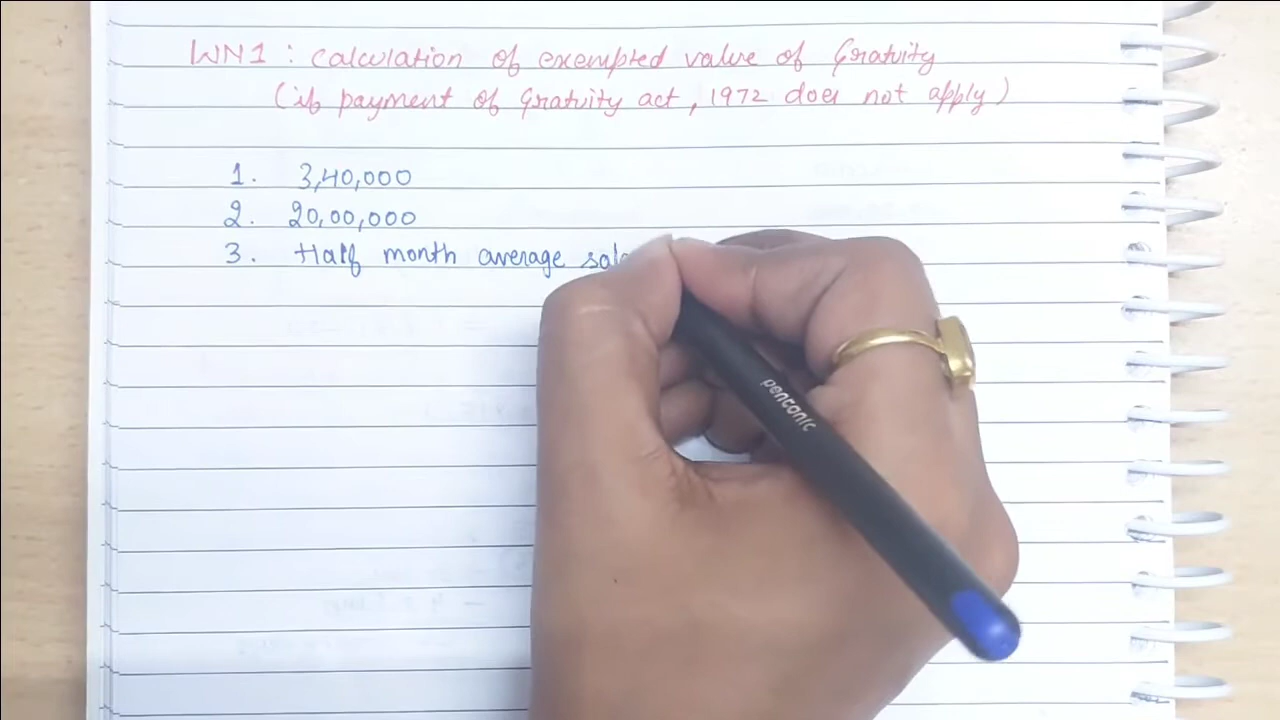 WN1 : calculation of exempted value of Gratuity
(if payment of Gratuity act, 1972 does not apply)
1. 3,40,000
2. 20,00,000
3. Half month average
penconic